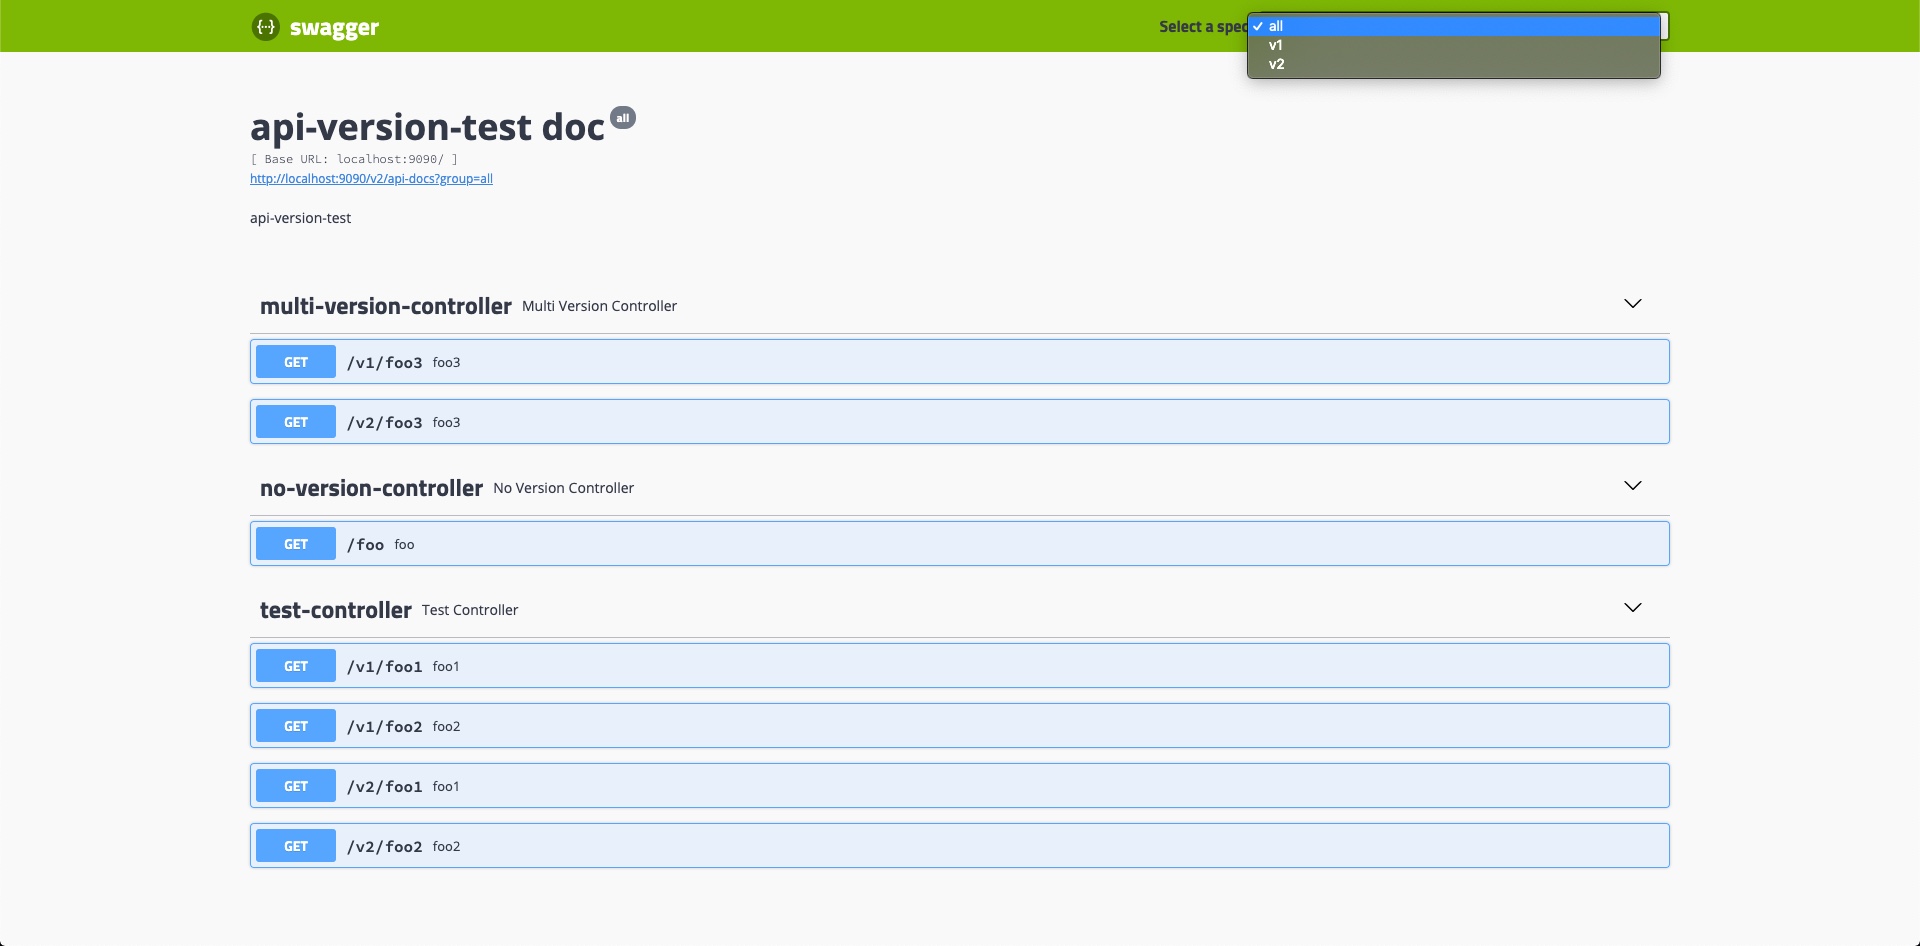 {···} swagger
Select a spec
✓ all
v1
v2
api-version-test doc all
[ Base URL: localhost:9090/ ]
http://localhost:9090/v2/api-docs?group=all
api-version-test
multi-version-controller Multi Version Controller
GET /v1/foo3 foo3
GET /v2/foo3 foo3
no-version-controller No Version Controller
GET /foo foo
test-controller Test Controller
GET /v1/foo1 foo1
GET /v1/foo2 foo2
GET /v2/foo1 foo1
GET /v2/foo2 foo2